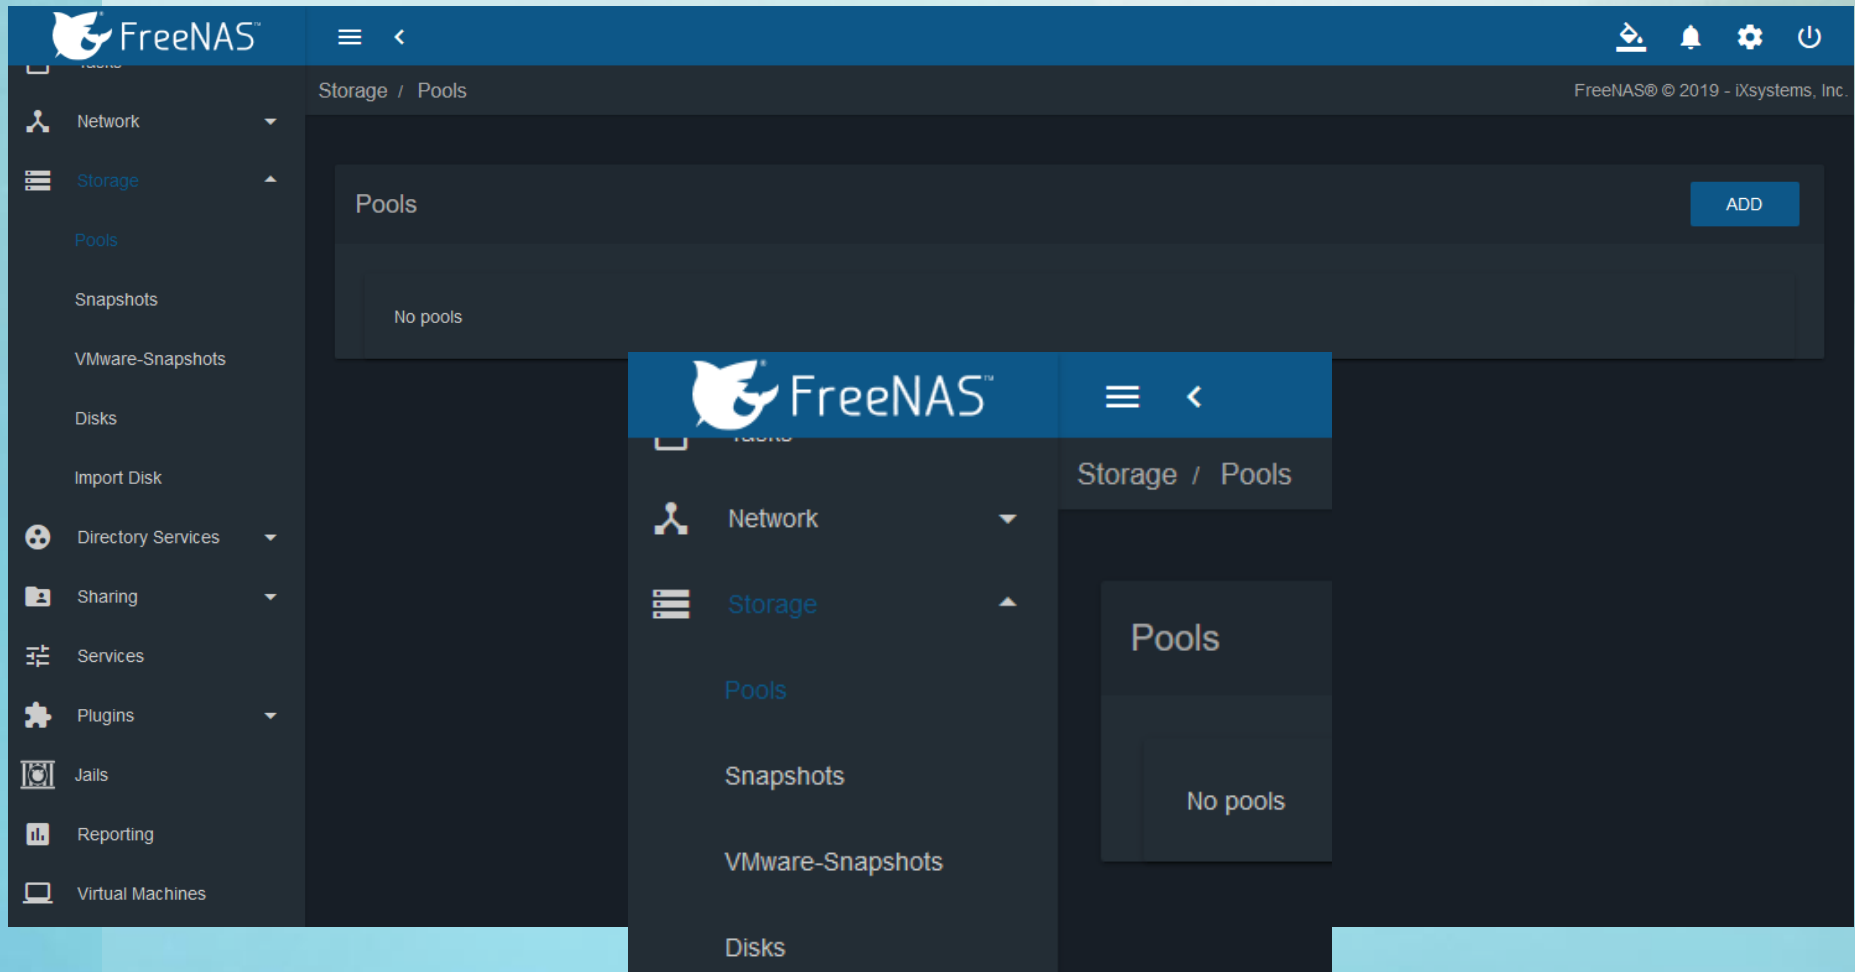 FreeNAS™
Storage / Pools
FreeNAS® © 2019 - iXsystems, Inc.
Network
Storage
Pools
Snapshots
VMware-Snapshots
Disks
Import Disk
Directory Services
Sharing
Services
Plugins
Jails
Reporting
Virtual Machines
Pools
ADD
No pools
FreeNAS™
Storage / Pools
Network
Storage
Pools
Snapshots
VMware-Snapshots
Disks
Pools
No pools